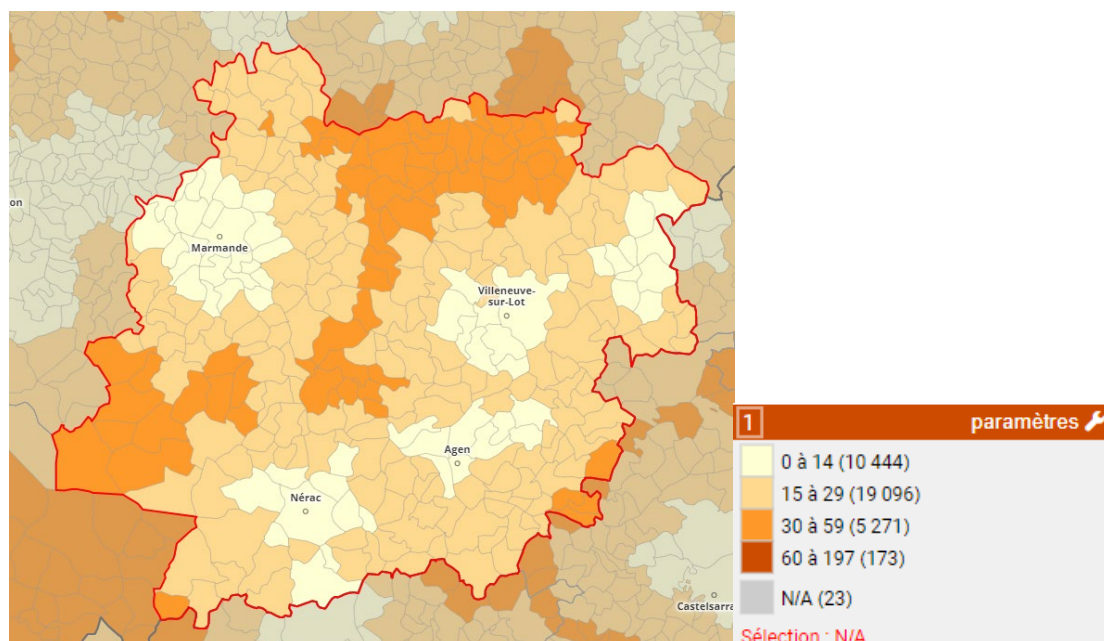 on
Marmande
Villeneuve-
sur-Lot
Agen
Nérac
Castelsarra
1 paramètres
0 à 14 (10 444)
15 à 29 (19 096)
30 à 59 (5 271)
60 à 197 (173)
N/A (23)
Sélection : N/A